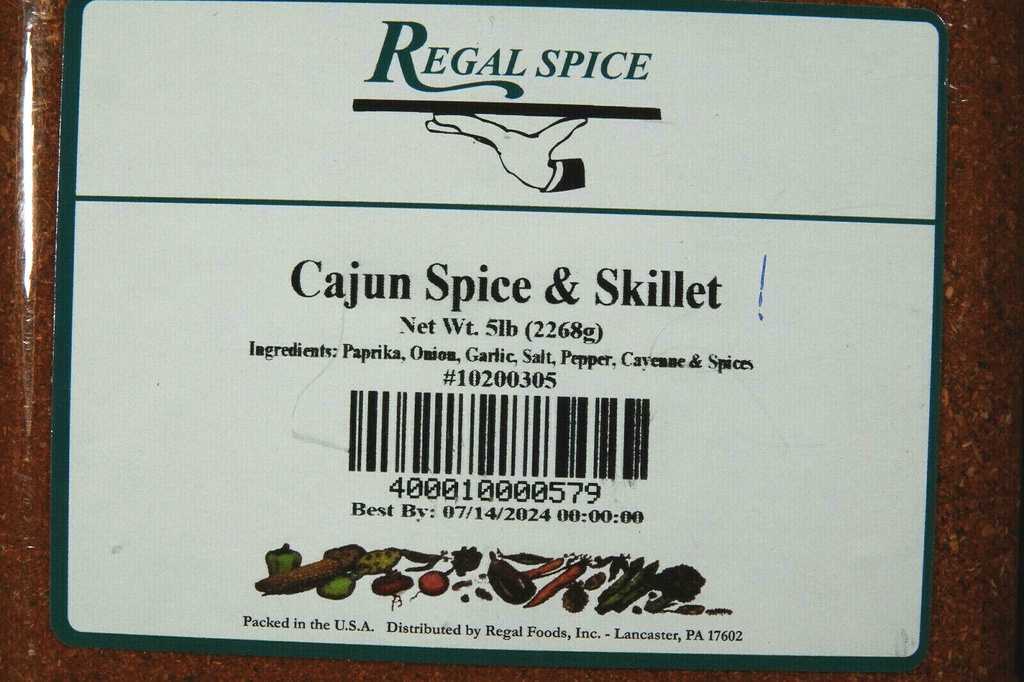 REGAL SPICE
Cajun Spice & Skillet
Net Wt. 5lb (2268g)
Ingredients: Paprika, Onion, Garlic, Salt, Pepper, Cayenne & Spices
#10200305
400010000579
Best By: 07/14/2024 00:00:00
Packed in the U.S.A. Distributed by Regal Foods, Inc. - Lancaster, PA 17602